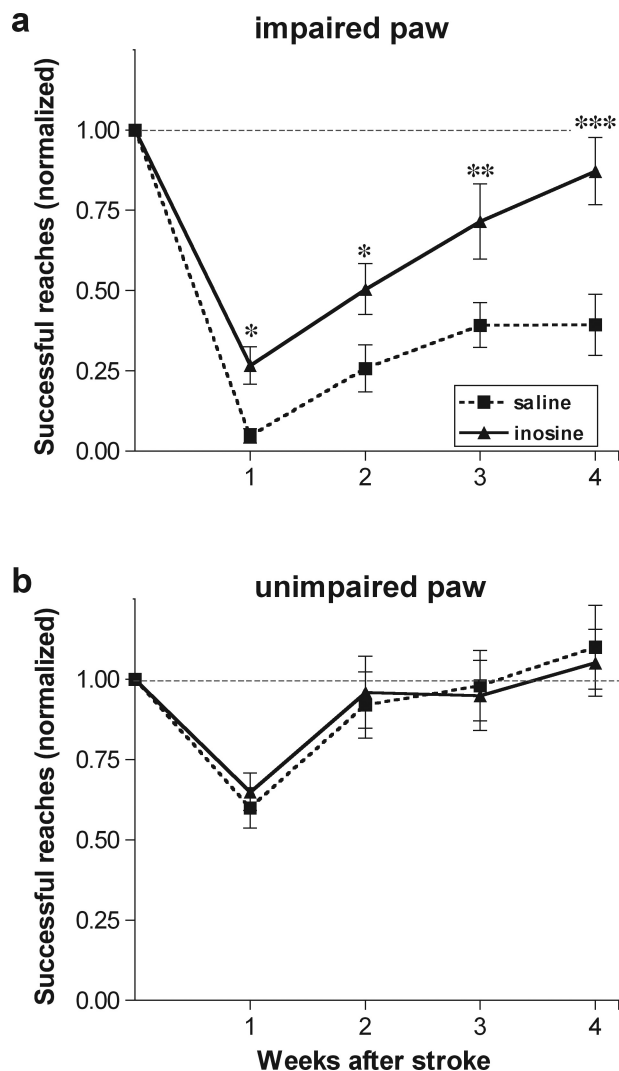 a
impaired paw
Successful reaches (normalized)
1.00
0.75
0.50
0.25
0.00
*
*
**
***
saline
inosine
1 2 3 4
b
unimpaired paw
Successful reaches (normalized)
1.00
0.75
0.50
0.25
0.00
1 2 3 4
Weeks after stroke